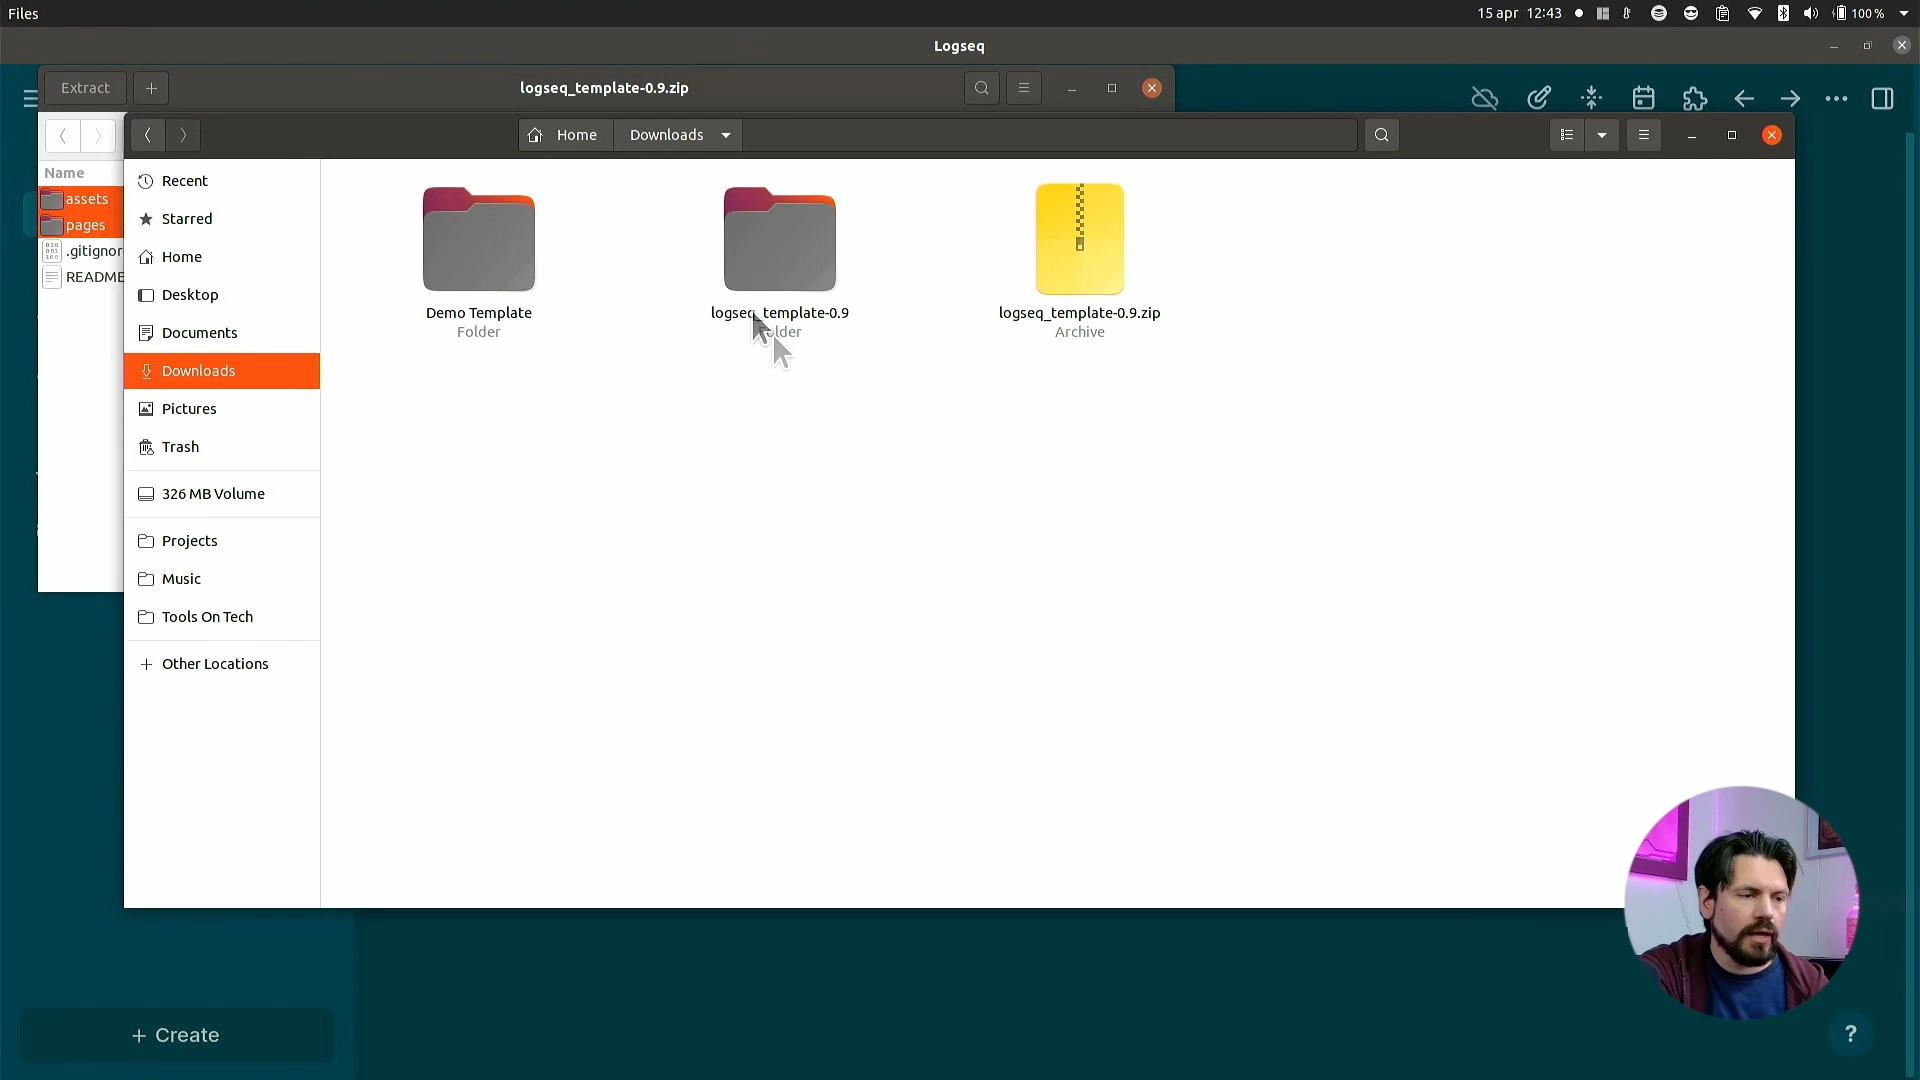 Files
15 apr 12:43
100 %
Logseq
Extract
logseq_template-0.9.zip
Home
Downloads
Name
assets
pages
.gitignor
README
Recent
Starred
Home
Desktop
Documents
Downloads
Pictures
Trash
326 MB Volume
Projects
Music
Tools On Tech
Other Locations
Demo Template
Folder
logseq_template-0.9
logseq_template-0.9.zip
Archive
+ Create
?